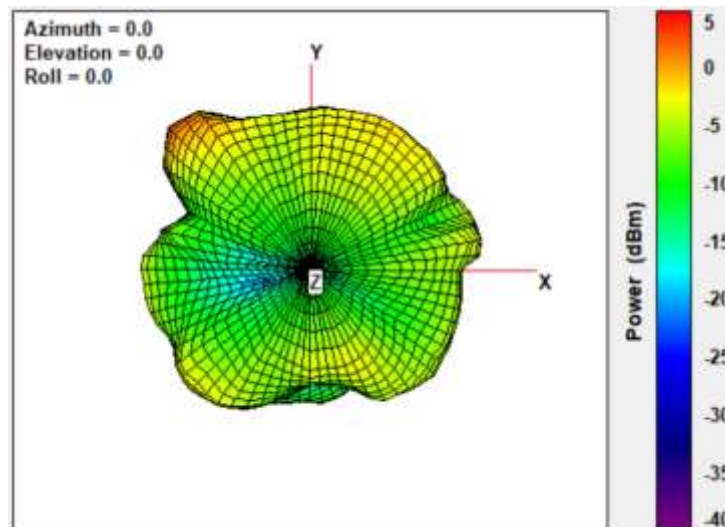 Azimuth = 0.0
Elevation = 0.0
Roll = 0.0
Y
Z
X
Power (dBm)
5
0
-5
-10
-15
-20
-25
-30
-35
-40